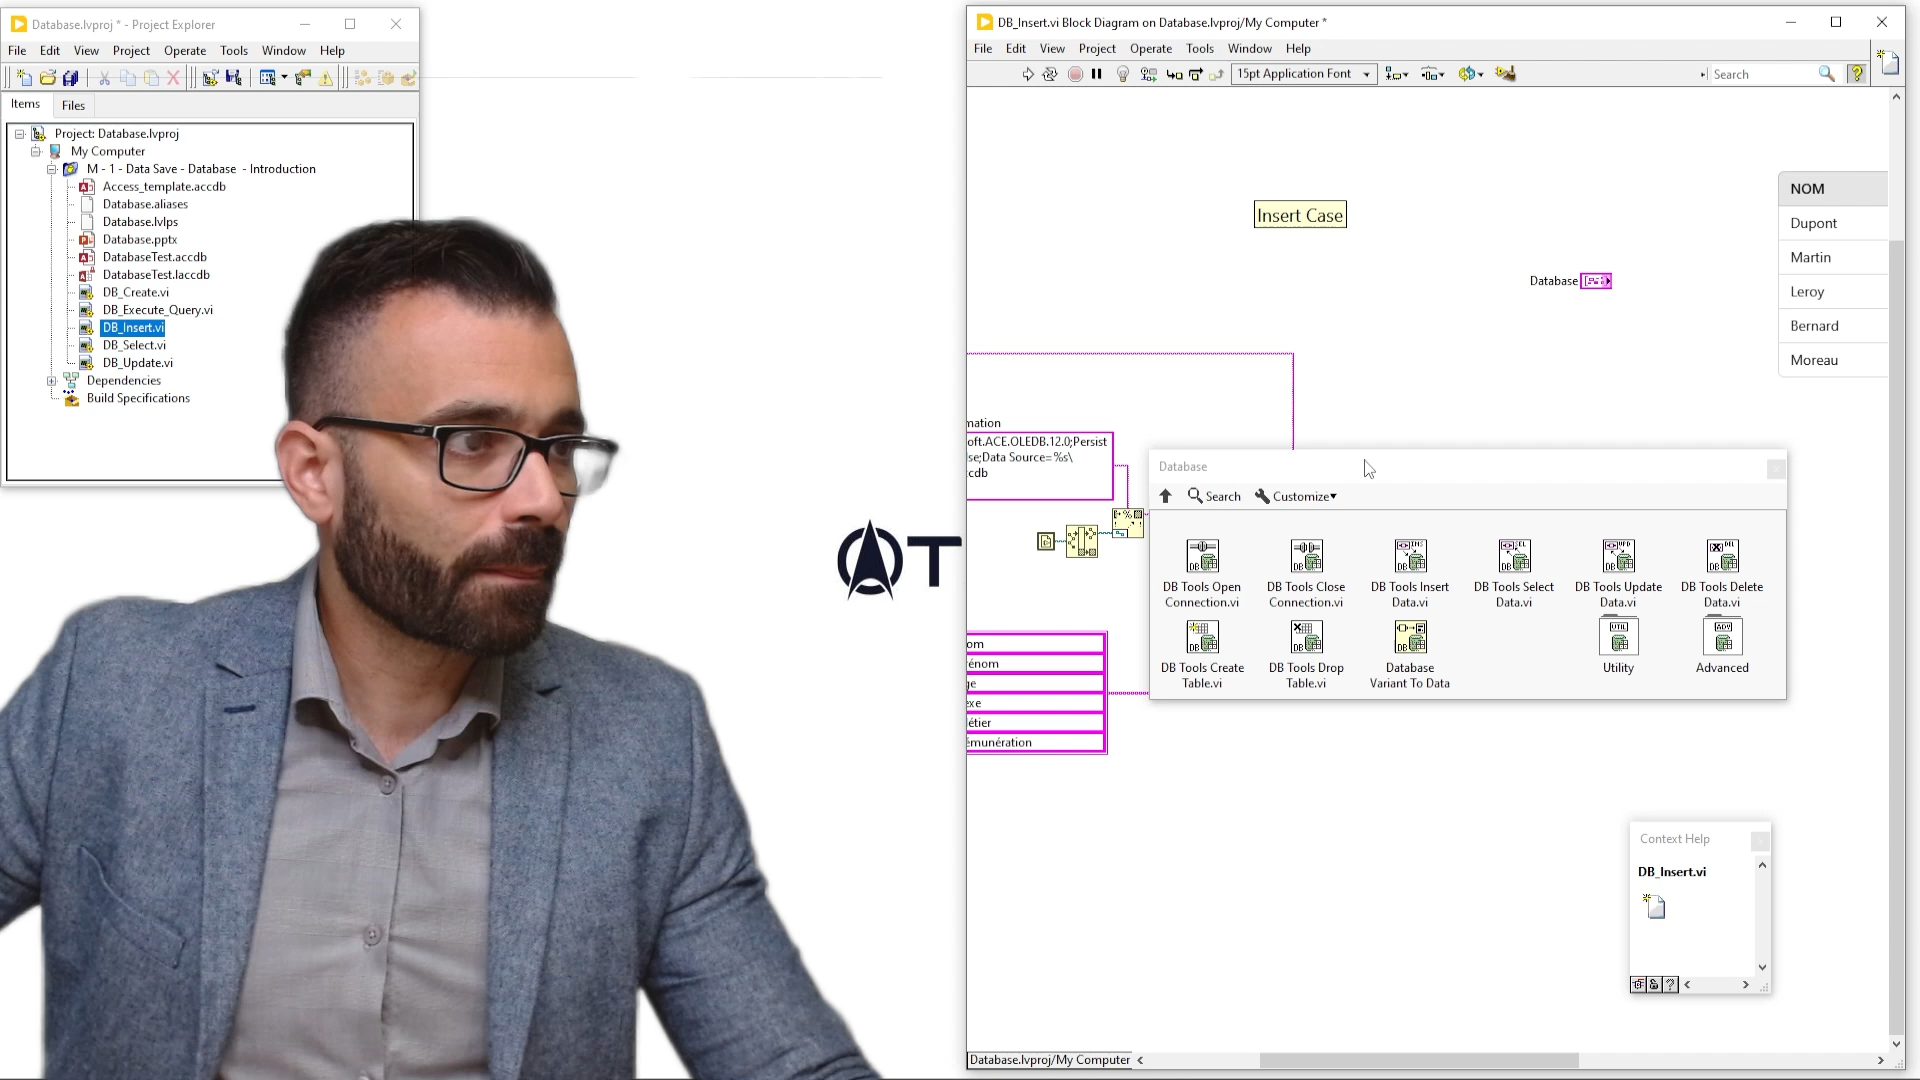 Database.lvproj * - Project Explorer
File Edit View Project Operate Tools Window Help
Items Files
Project: Database.lvproj
My Computer
M - 1 - Data Save - Database - Introduction
Access_template.accdb
Database.aliases
Database.lvlps
Database.pptx
DatabaseTest.accdb
DatabaseTest.laccdb
DB_Create.vi
DB_Execute_Query.vi
DB_Insert.vi
DB_Select.vi
DB_Update.vi
Dependencies
Build Specifications
DB_Insert.vi Block Diagram on Database.lvproj/My Computer *
File Edit View Project Operate Tools Window Help
15pt Application Font
Search
Insert Case
Database
NOM
Dupont
Martin
Leroy
Bernard
Moreau
mation
oft.ACE.OLEDB.12.0;Persist
se;Data Source=%s\
cdb
om
rénom
ge
exe
étier
émunération
Database
Search Customize
DB Tools Open
Connection.vi
DB Tools Close
Connection.vi
DB Tools Insert
Data.vi
DB Tools Select
Data.vi
DB Tools Update
Data.vi
DB Tools Delete
Data.vi
DB Tools Create
Table.vi
DB Tools Drop
Table.vi
Database
Variant To Data
Utility
Advanced
Context Help
DB_Insert.vi
Database.lvproj/My Computer